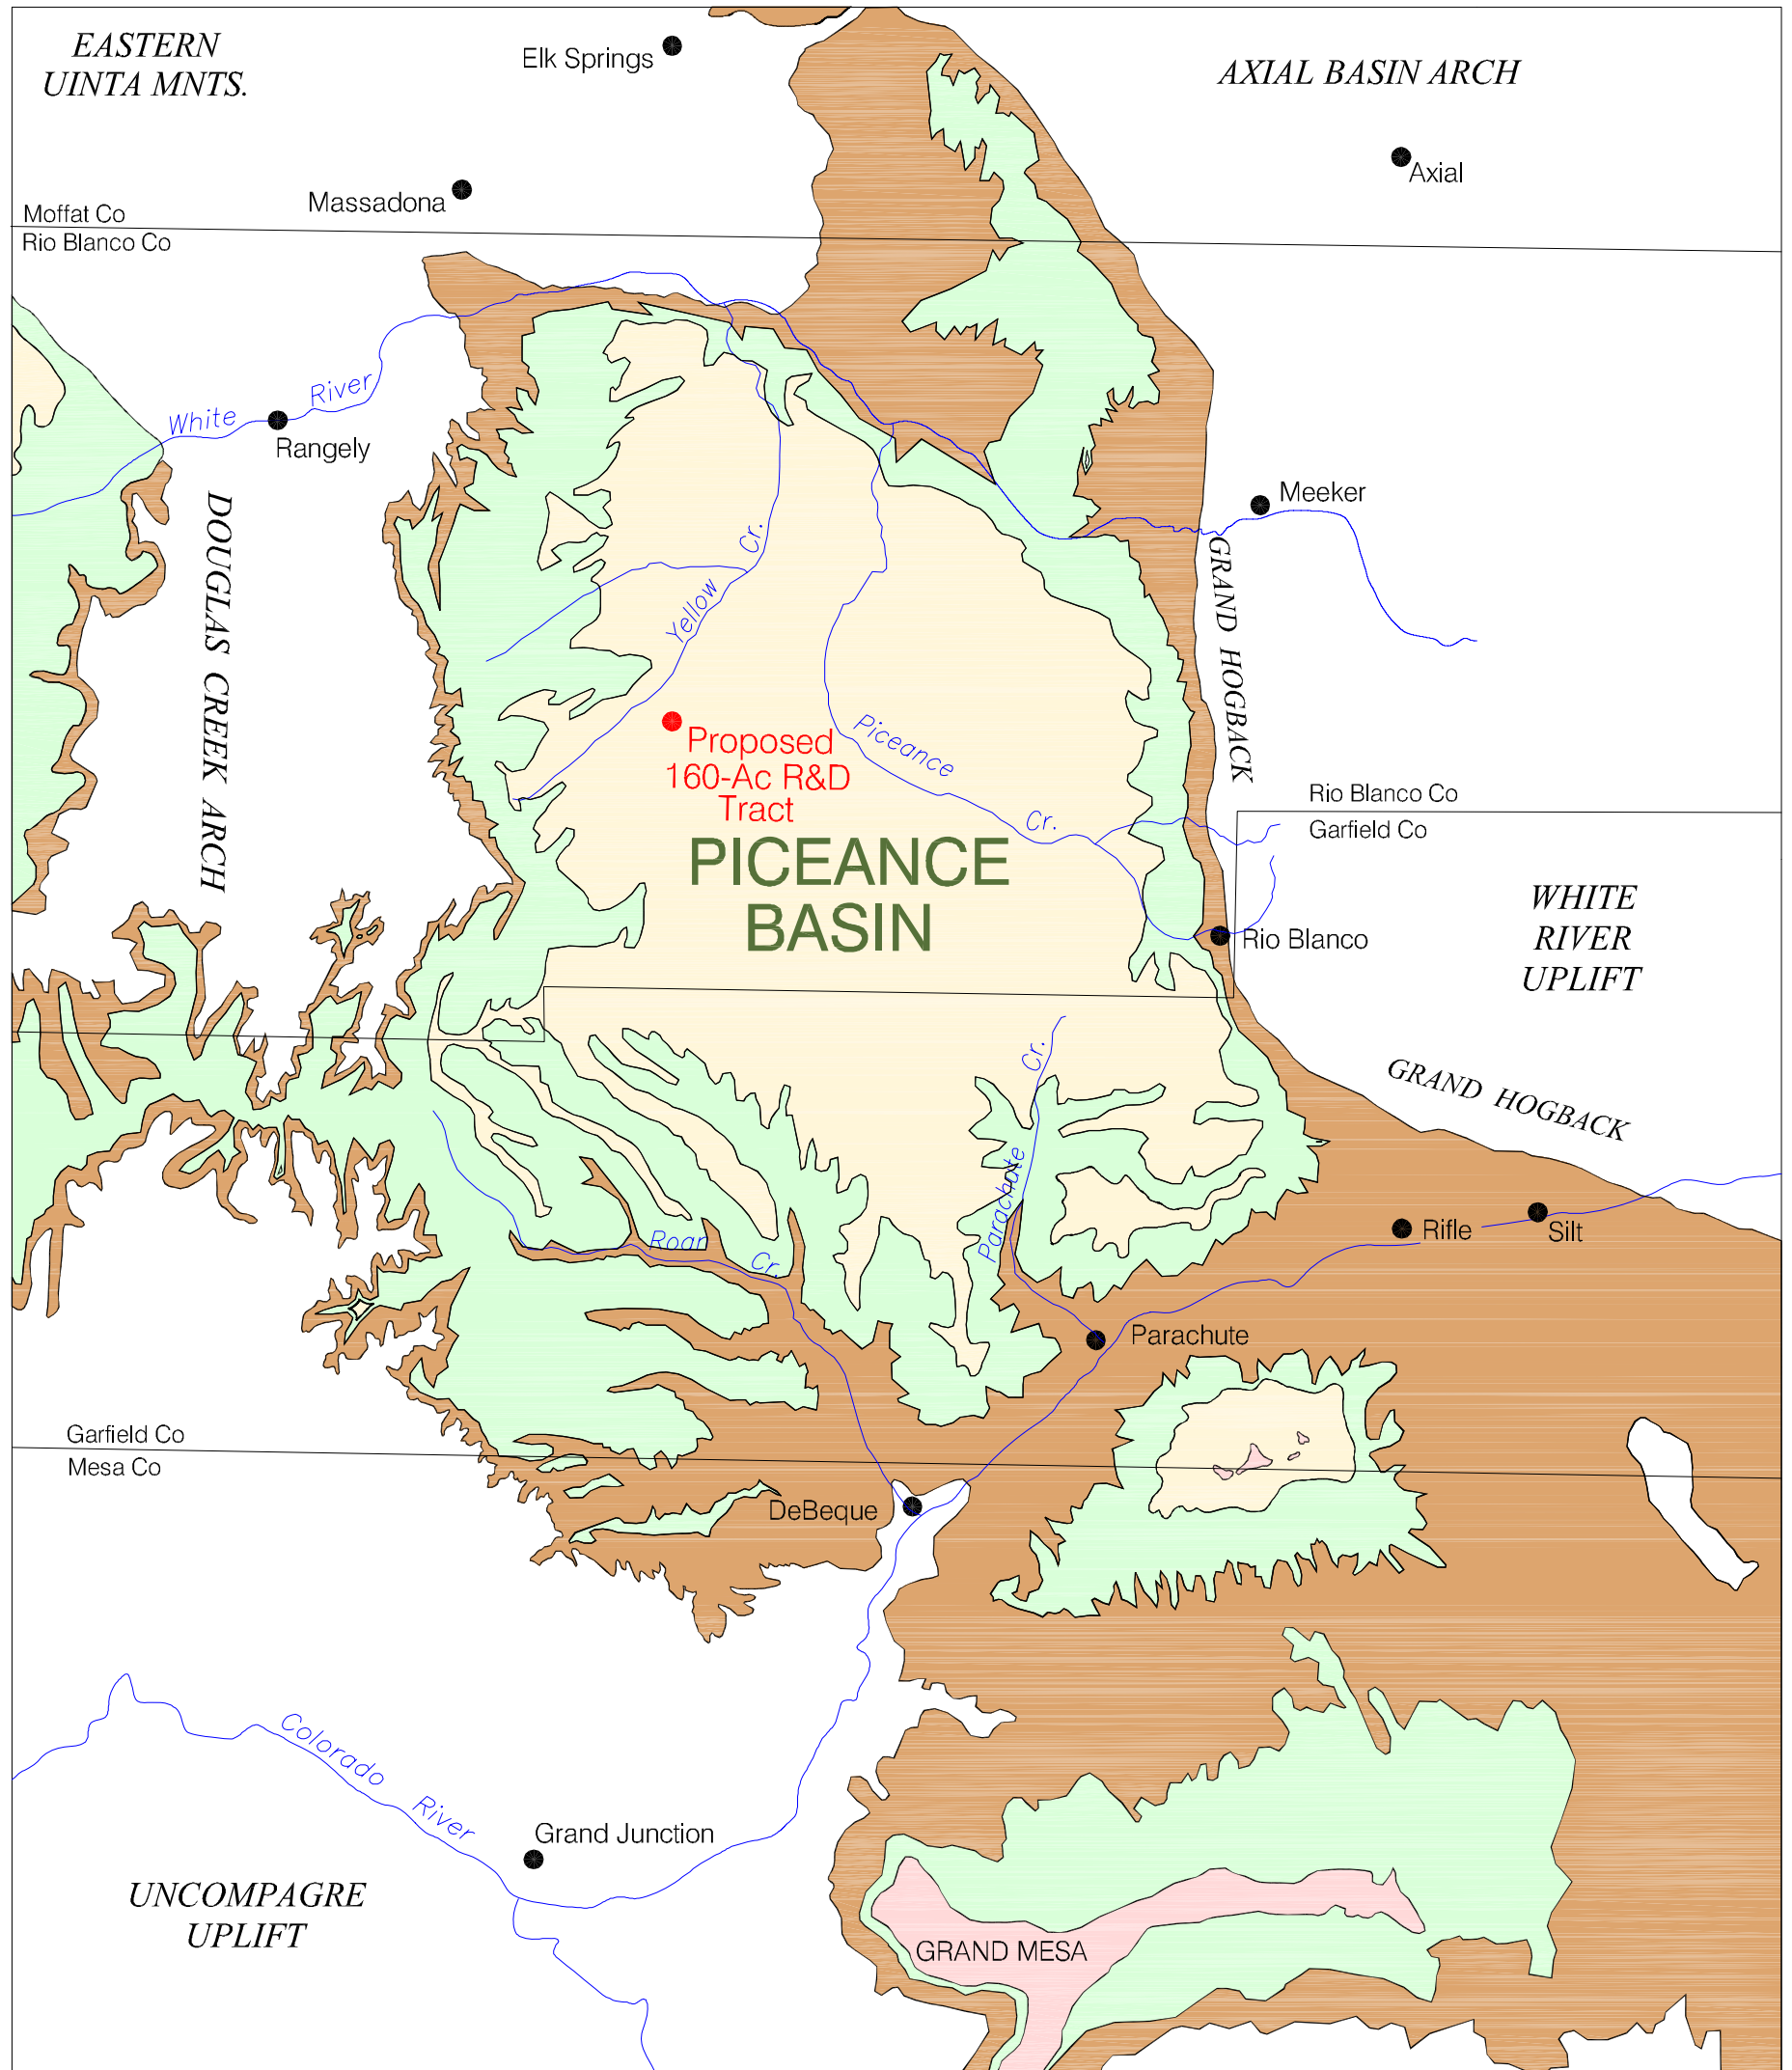 EASTERN
UINTA MNTS.
Elk Springs
AXIAL BASIN ARCH
Axial
Massadona
Moffat Co
Rio Blanco Co
White River
Rangely
Meeker
DOUGLAS CREEK ARCH
GRAND HOGBACK
Yellow Cr.
Piceance Cr.
Proposed
160-Ac R&D
Tract
PICEANCE
BASIN
Rio Blanco Co
Garfield Co
WHITE
RIVER
UPLIFT
Rio Blanco
GRAND HOGBACK
Parachute Cr.
Roan Cr.
Rifle
Silt
Parachute
Garfield Co
Mesa Co
DeBeque
Colorado River
Grand Junction
UNCOMPAGRE
UPLIFT
GRAND MESA